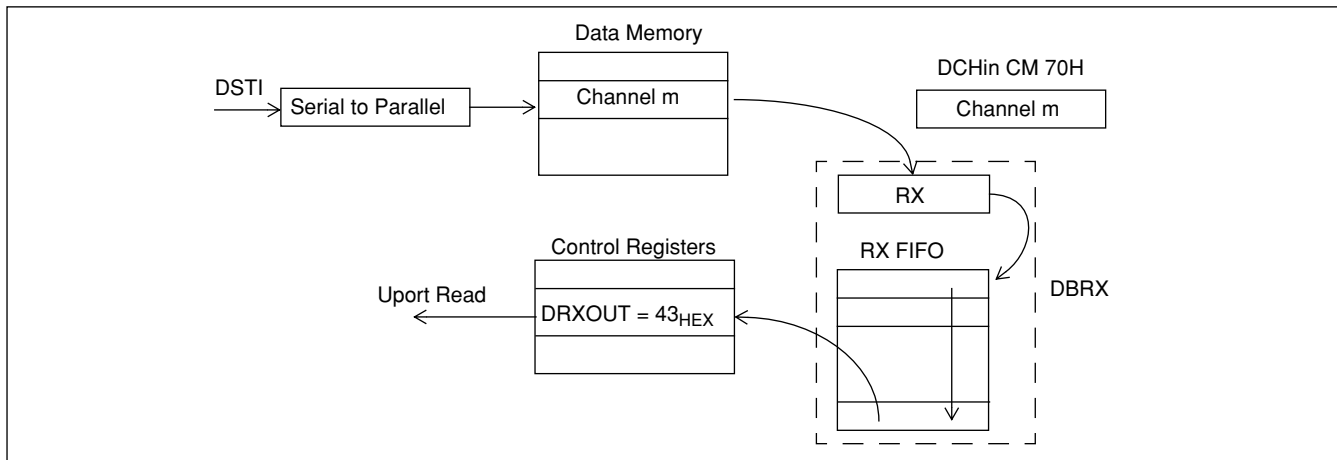 Data Memory
DCHin CM 70H
DSTI
Serial to Parallel
Channel m
Channel m
RX
Control Registers
RX FIFO
Uport Read
DRXOUT = 43HEX
DBRX